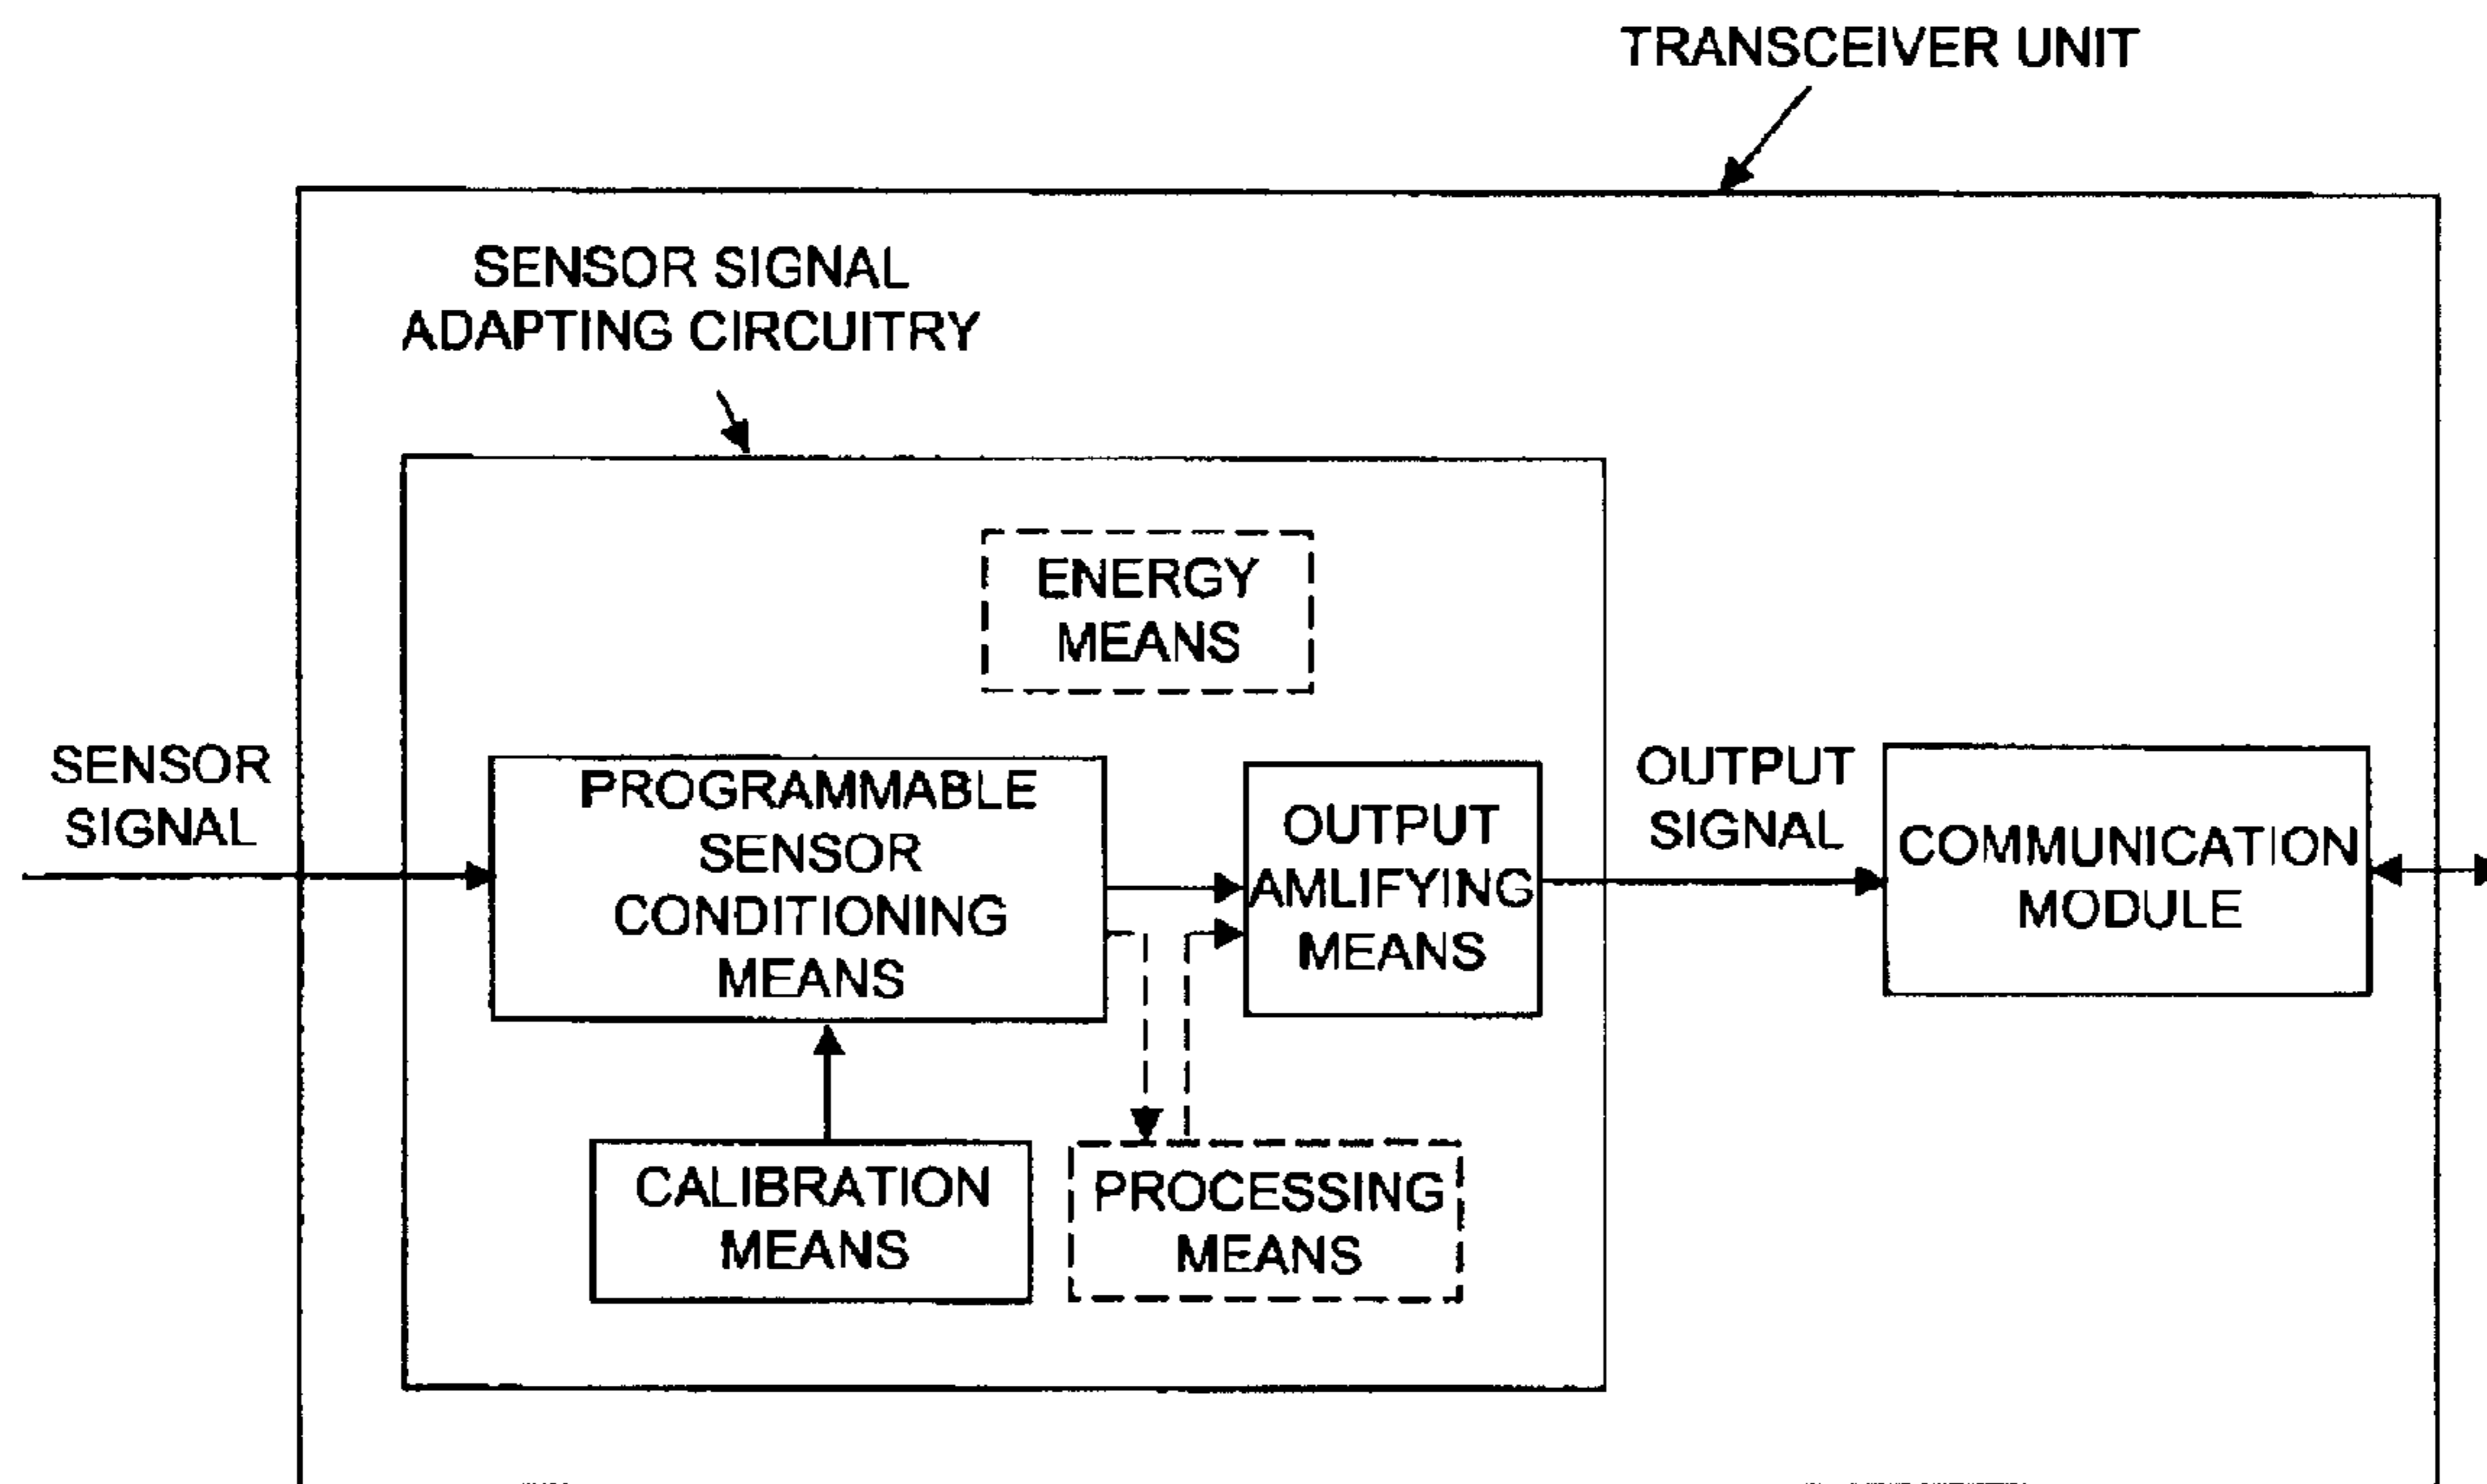 TRANSCEIVER UNIT
SENSOR SIGNAL
ADAPTING CIRCUITRY
ENERGY
MEANS
SENSOR
SIGNAL
PROGRAMMABLE
SENSOR
CONDITIONING
MEANS
OUTPUT
AMLIFYING
MEANS
OUTPUT
SIGNAL
COMMUNICATION
MODULE
CALIBRATION
MEANS
PROCESSING
MEANS